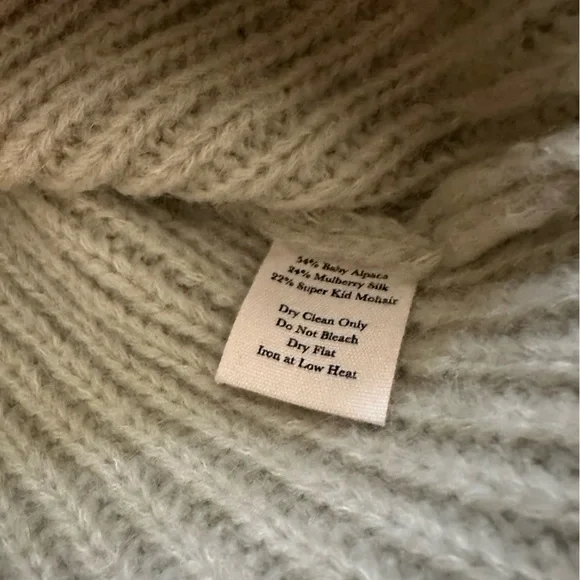 54% Baby Alpaca
24% Mulberry Silk
22% Super Kid Mohair
Dry Clean Only
Do Not Bleach
Dry Flat
Iron at Low Heat